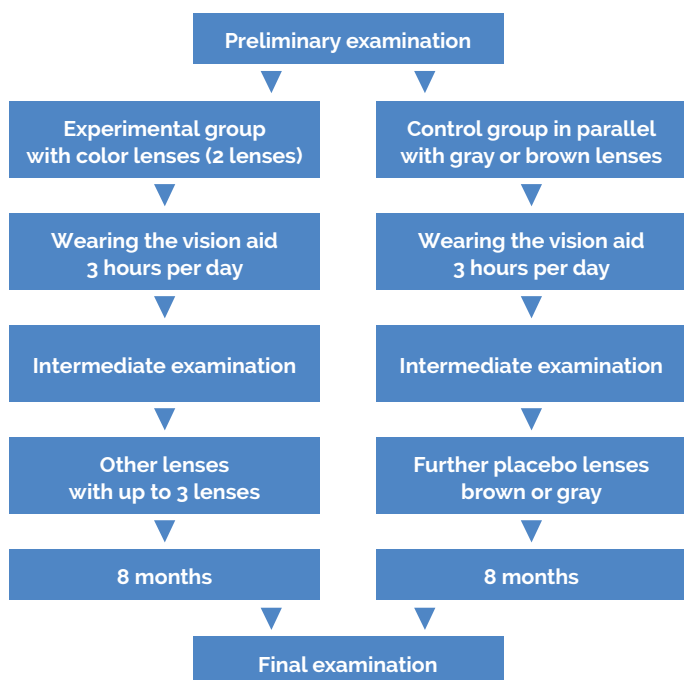 Preliminary examination
Experimental group
with color lenses (2 lenses)
Control group in parallel
with gray or brown lenses
Wearing the vision aid
3 hours per day
Wearing the vision aid
3 hours per day
Intermediate examination
Intermediate examination
Other lenses
with up to 3 lenses
Further placebo lenses
brown or gray
8 months
8 months
Final examination